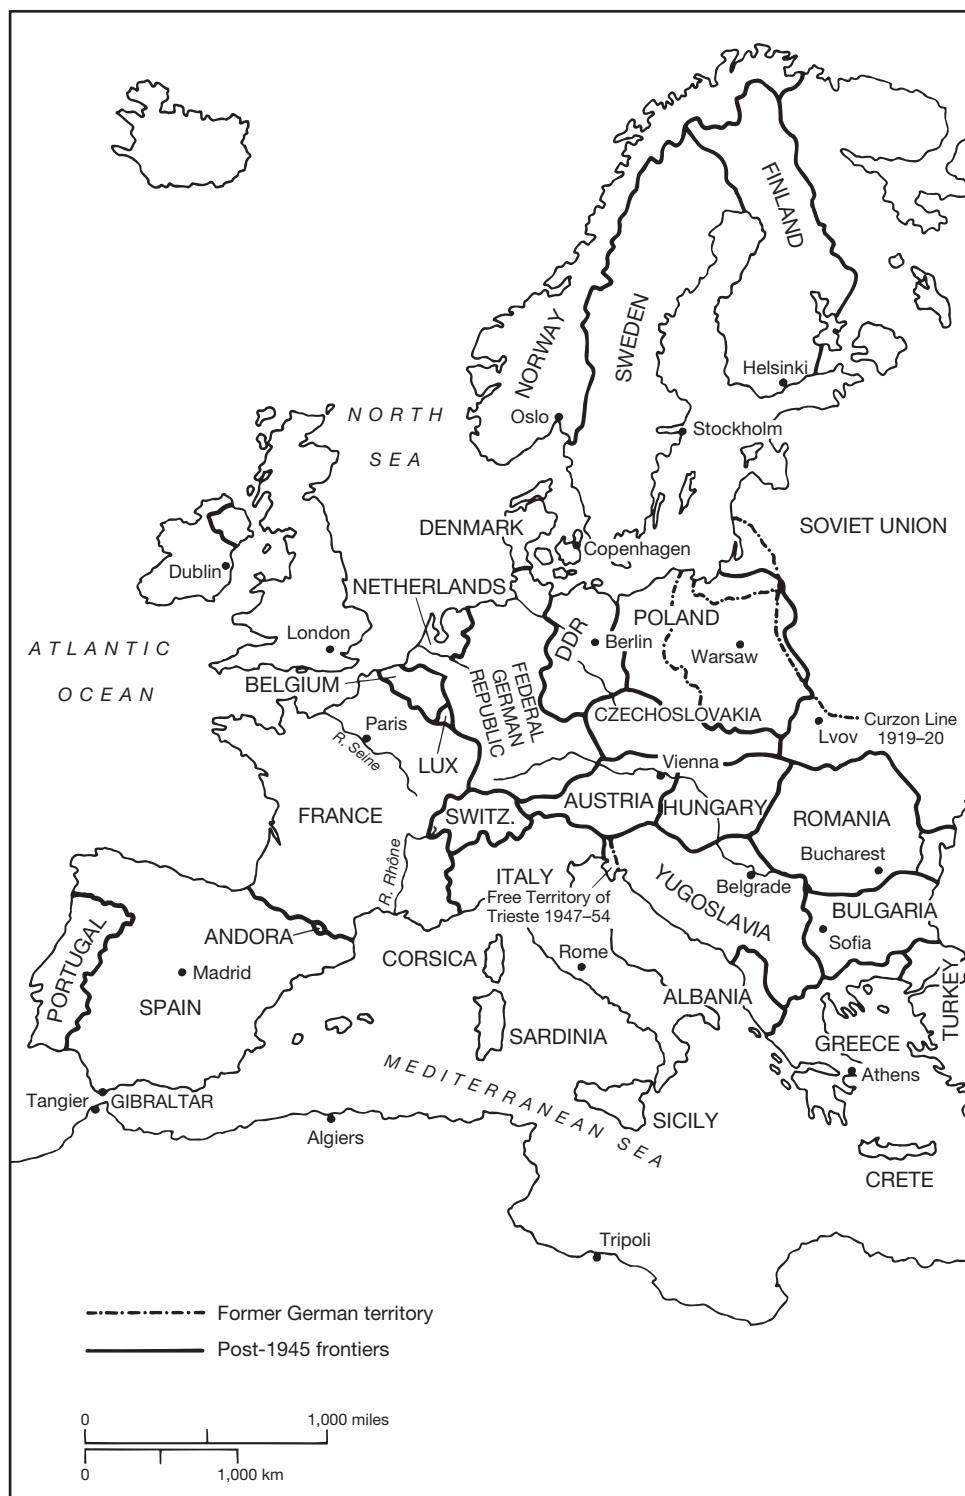 FINLAND
NORWAY
SWEDEN
Helsinki
Oslo
Stockholm
NORTH
SEA
SOVIET UNION
DENMARK
Copenhagen
Dublin
NETHERLANDS
POLAND
London
DDR
Berlin
Warsaw
ATLANTIC
OCEAN
BELGIUM
FEDERAL
GERMAN
REPUBLIC
CZECHOSLOVAKIA
Curzon Line
1919–20
Lvov
Paris
R. Seine
LUX
Vienna
FRANCE
SWITZ.
AUSTRIA
HUNGARY
ROMANIA
Bucharest
R. Rhône
ITALY
Free Territory of
Trieste 1947–54
YUGOSLAVIA
Belgrade
BULGARIA
Sofia
PORTUGAL
ANDORA
Madrid
SPAIN
CORSICA
Rome
ALBANIA
TURKEY
SARDINIA
GREECE
Athens
MEDITERRANEAN SEA
Tangier
GIBRALTAR
Algiers
SICILY
CRETE
Tripoli
Former German territory
Post-1945 frontiers
0
1,000 miles
0
1,000 km